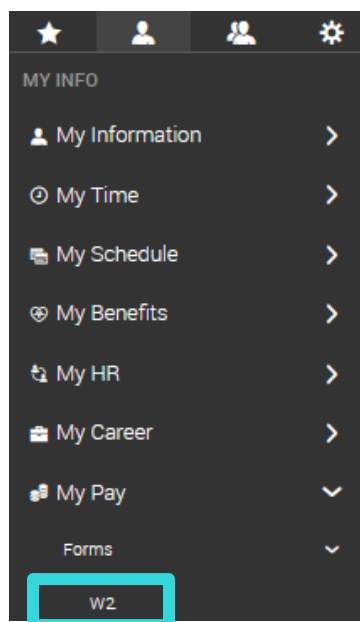 MY INFO
My Information
My Time
My Schedule
My Benefits
My HR
My Career
My Pay
Forms
W2